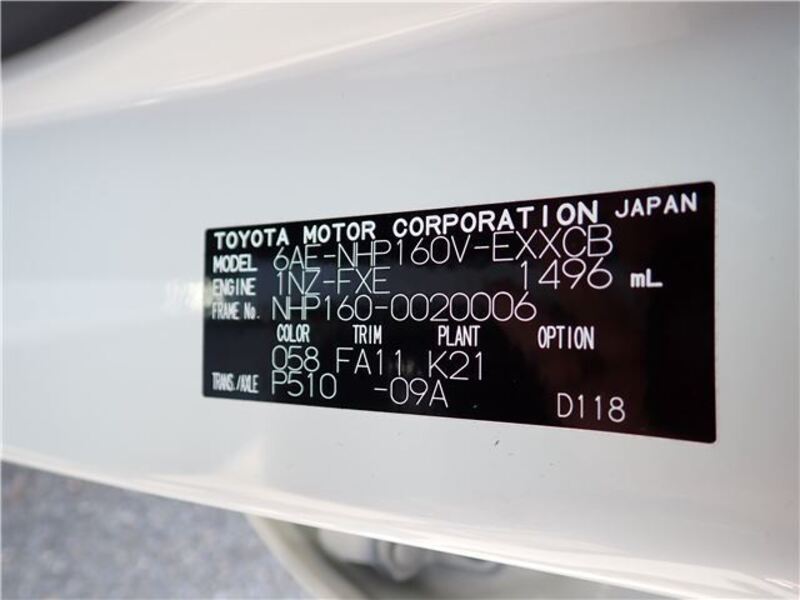 TOYOTA MOTOR CORPORATION JAPAN
MODEL 6AE-NHP160V-EXXCB
ENGINE 1NZ-FXE 1496 mL
FRAME No. NHP160-0020006
COLOR TRIM PLANT OPTION
058 FA11 K21
TRANS./AXLE P510 -09A
D118